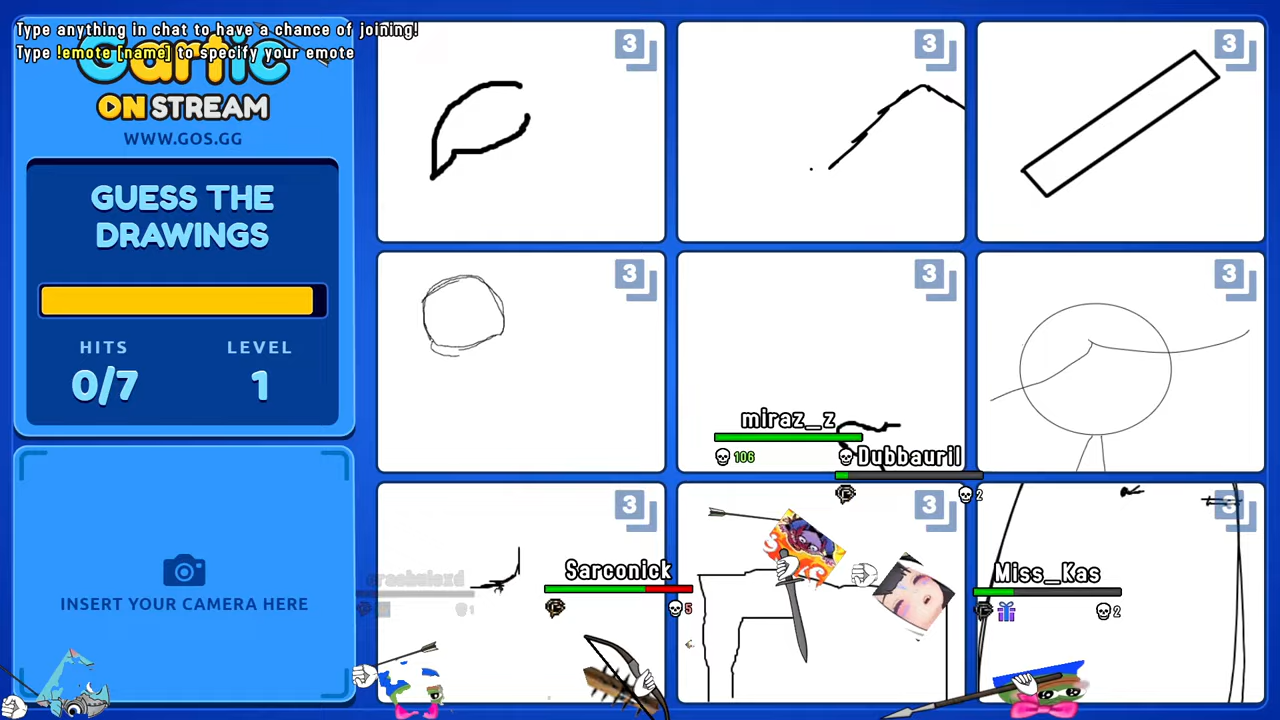 Type anything in chat to have a chance of joining!
Type !emote [name] to specify your emote
Gartic
ON STREAM
WWW.GOS.GG
GUESS THE
DRAWINGS
HITS
LEVEL
0/7
1
INSERT YOUR CAMERA HERE
3
3
3
3
3
3
miraz_z
106
Dubbauril
2
3
3
3
Sarconick
5
Miss_Kas
2
1